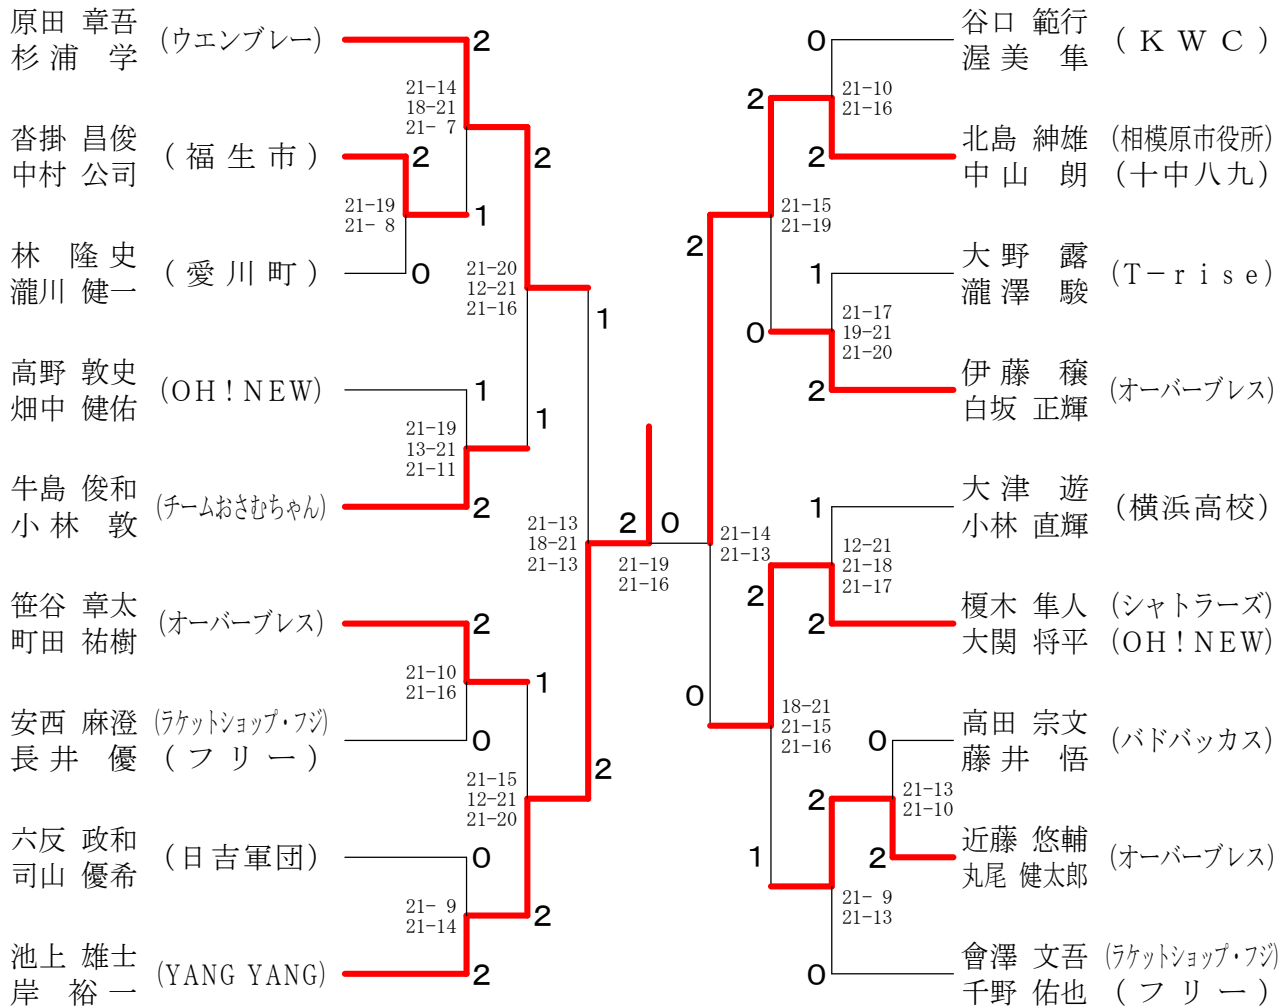 原田 章吾
杉浦 学
(ウエンブレー)
2
21-14
18-21
21- 7
沓掛 昌俊
中村 公司
(福生市)
2
2
21-19
21- 8
1
林 隆史
瀧川 健一
(愛川町)
0
21-20
12-21
21-16
1
高野 敦史
畑中 健佑
(OH!NEW)
1
1
21-19
13-21
21-11
牛島 俊和
小林 敦
(チームおさむちゃん)
2
21-13
18-21
21-13
2
0
21-19
21-16
笹谷 章太
町田 祐樹
(オーバーブレス)
2
21-10
21-16
1
安西 麻澄
長井 優
(ラケットショップ・フジ)
(フリー)
0
2
21-15
12-21
21-20
六反 政和
司山 優希
(日吉軍団)
0
21- 9
21-14
2
池上 雄士
岸 裕一
(YANG YANG)
2
0
谷口 範行
渥美 隼
(KWC)
2
21-10
21-16
2
北島 紳雄
中山 朗
(相模原市役所)
(十中八九)
21-15
21-19
2
1
大野 露
瀧澤 駿
(T-rise)
0
21-17
19-21
21-20
2
伊藤 穣
白坂 正輝
(オーバーブレス)
1
大津 遊
小林 直輝
(横浜高校)
21-14
21-13
12-21
21-18
21-17
2
2
榎木 隼人
大関 将平
(シャトラーズ)
(OH!NEW)
0
18-21
21-15
21-16
0
高田 宗文
藤井 悟
(バドバッカス)
2
21-13
21-10
1
2
近藤 悠輔
丸尾 健太郎
(オーバーブレス)
21- 9
21-13
0
會澤 文吾
千野 佑也
(ラケットショップ・フジ)
(フリー)